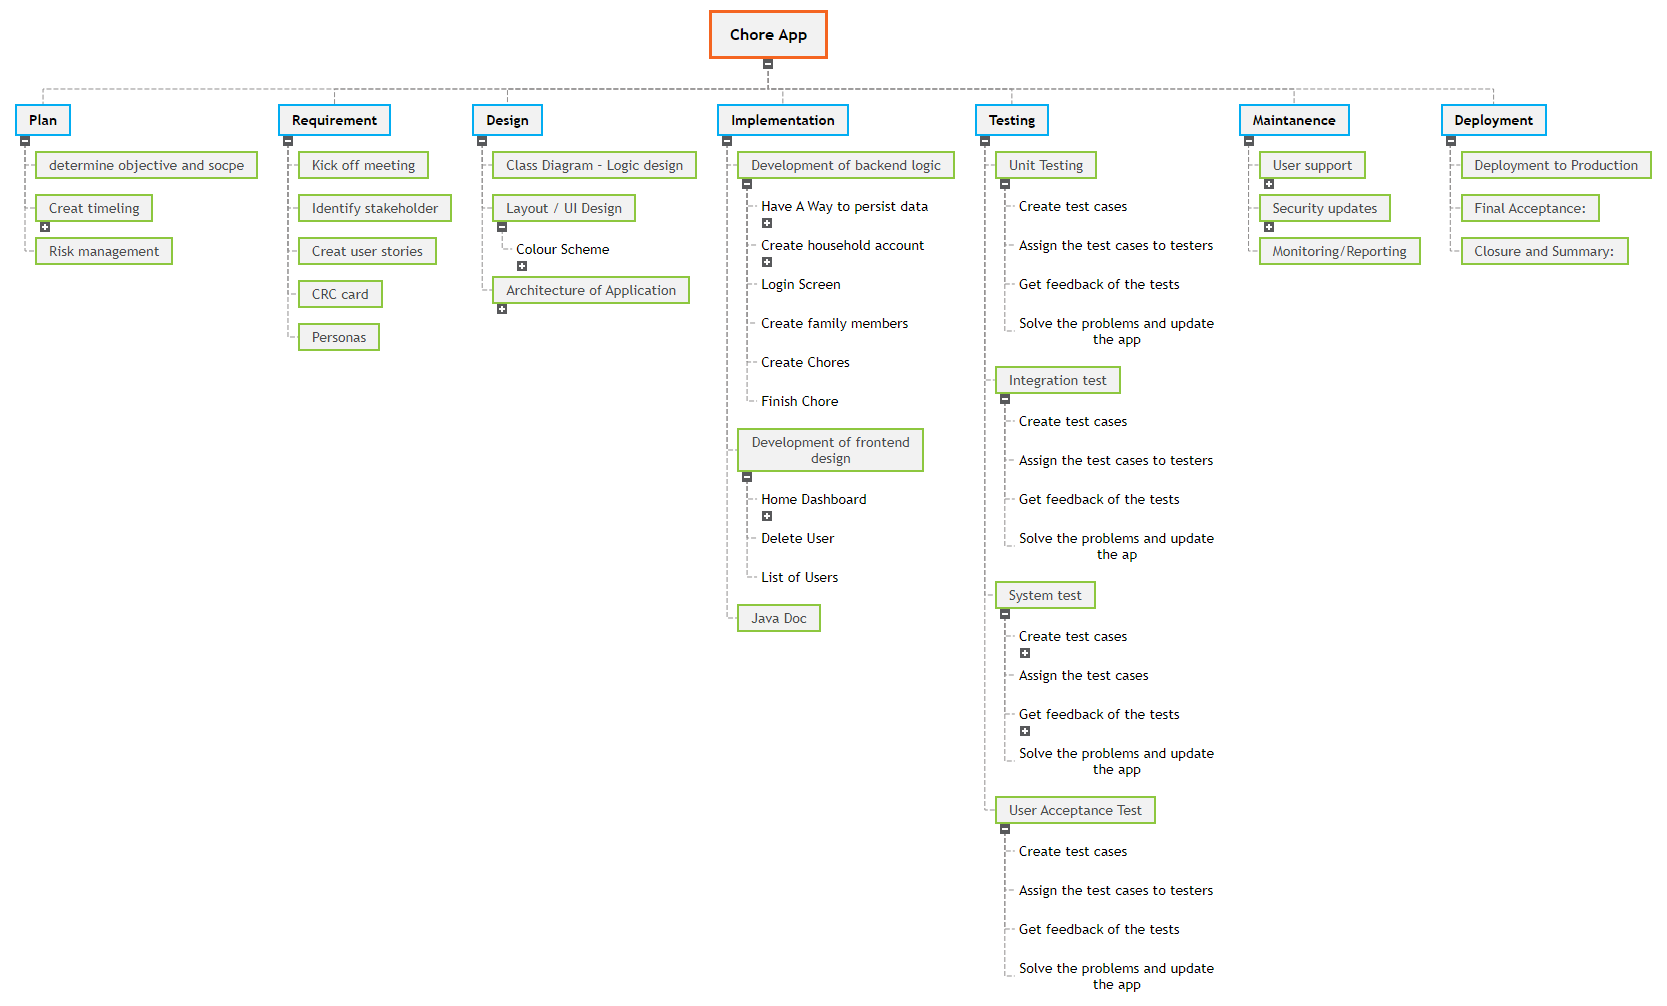 Chore App
Plan
determine objective and socpe
Creat timeling
Risk management
Requirement
Kick off meeting
Identify stakeholder
Creat user stories
CRC card
Personas
Design
Class Diagram - Logic design
Layout / UI Design
Colour Scheme
Architecture of Application
Implementation
Development of backend logic
Have A Way to persist data
Create household account
Login Screen
Create family members
Create Chores
Finish Chore
Development of frontend
design
Home Dashboard
Delete User
List of Users
Java Doc
Testing
Unit Testing
Create test cases
Assign the test cases to testers
Get feedback of the tests
Solve the problems and update
the app
Integration test
Create test cases
Assign the test cases to testers
Get feedback of the tests
Solve the problems and update
the ap
System test
Create test cases
Assign the test cases
Get feedback of the tests
Solve the problems and update
the app
User Acceptance Test
Create test cases
Assign the test cases to testers
Get feedback of the tests
Solve the problems and update
the app
Maintanence
User support
Security updates
Monitoring/Reporting
Deployment
Deployment to Production
Final Acceptance:
Closure and Summary: